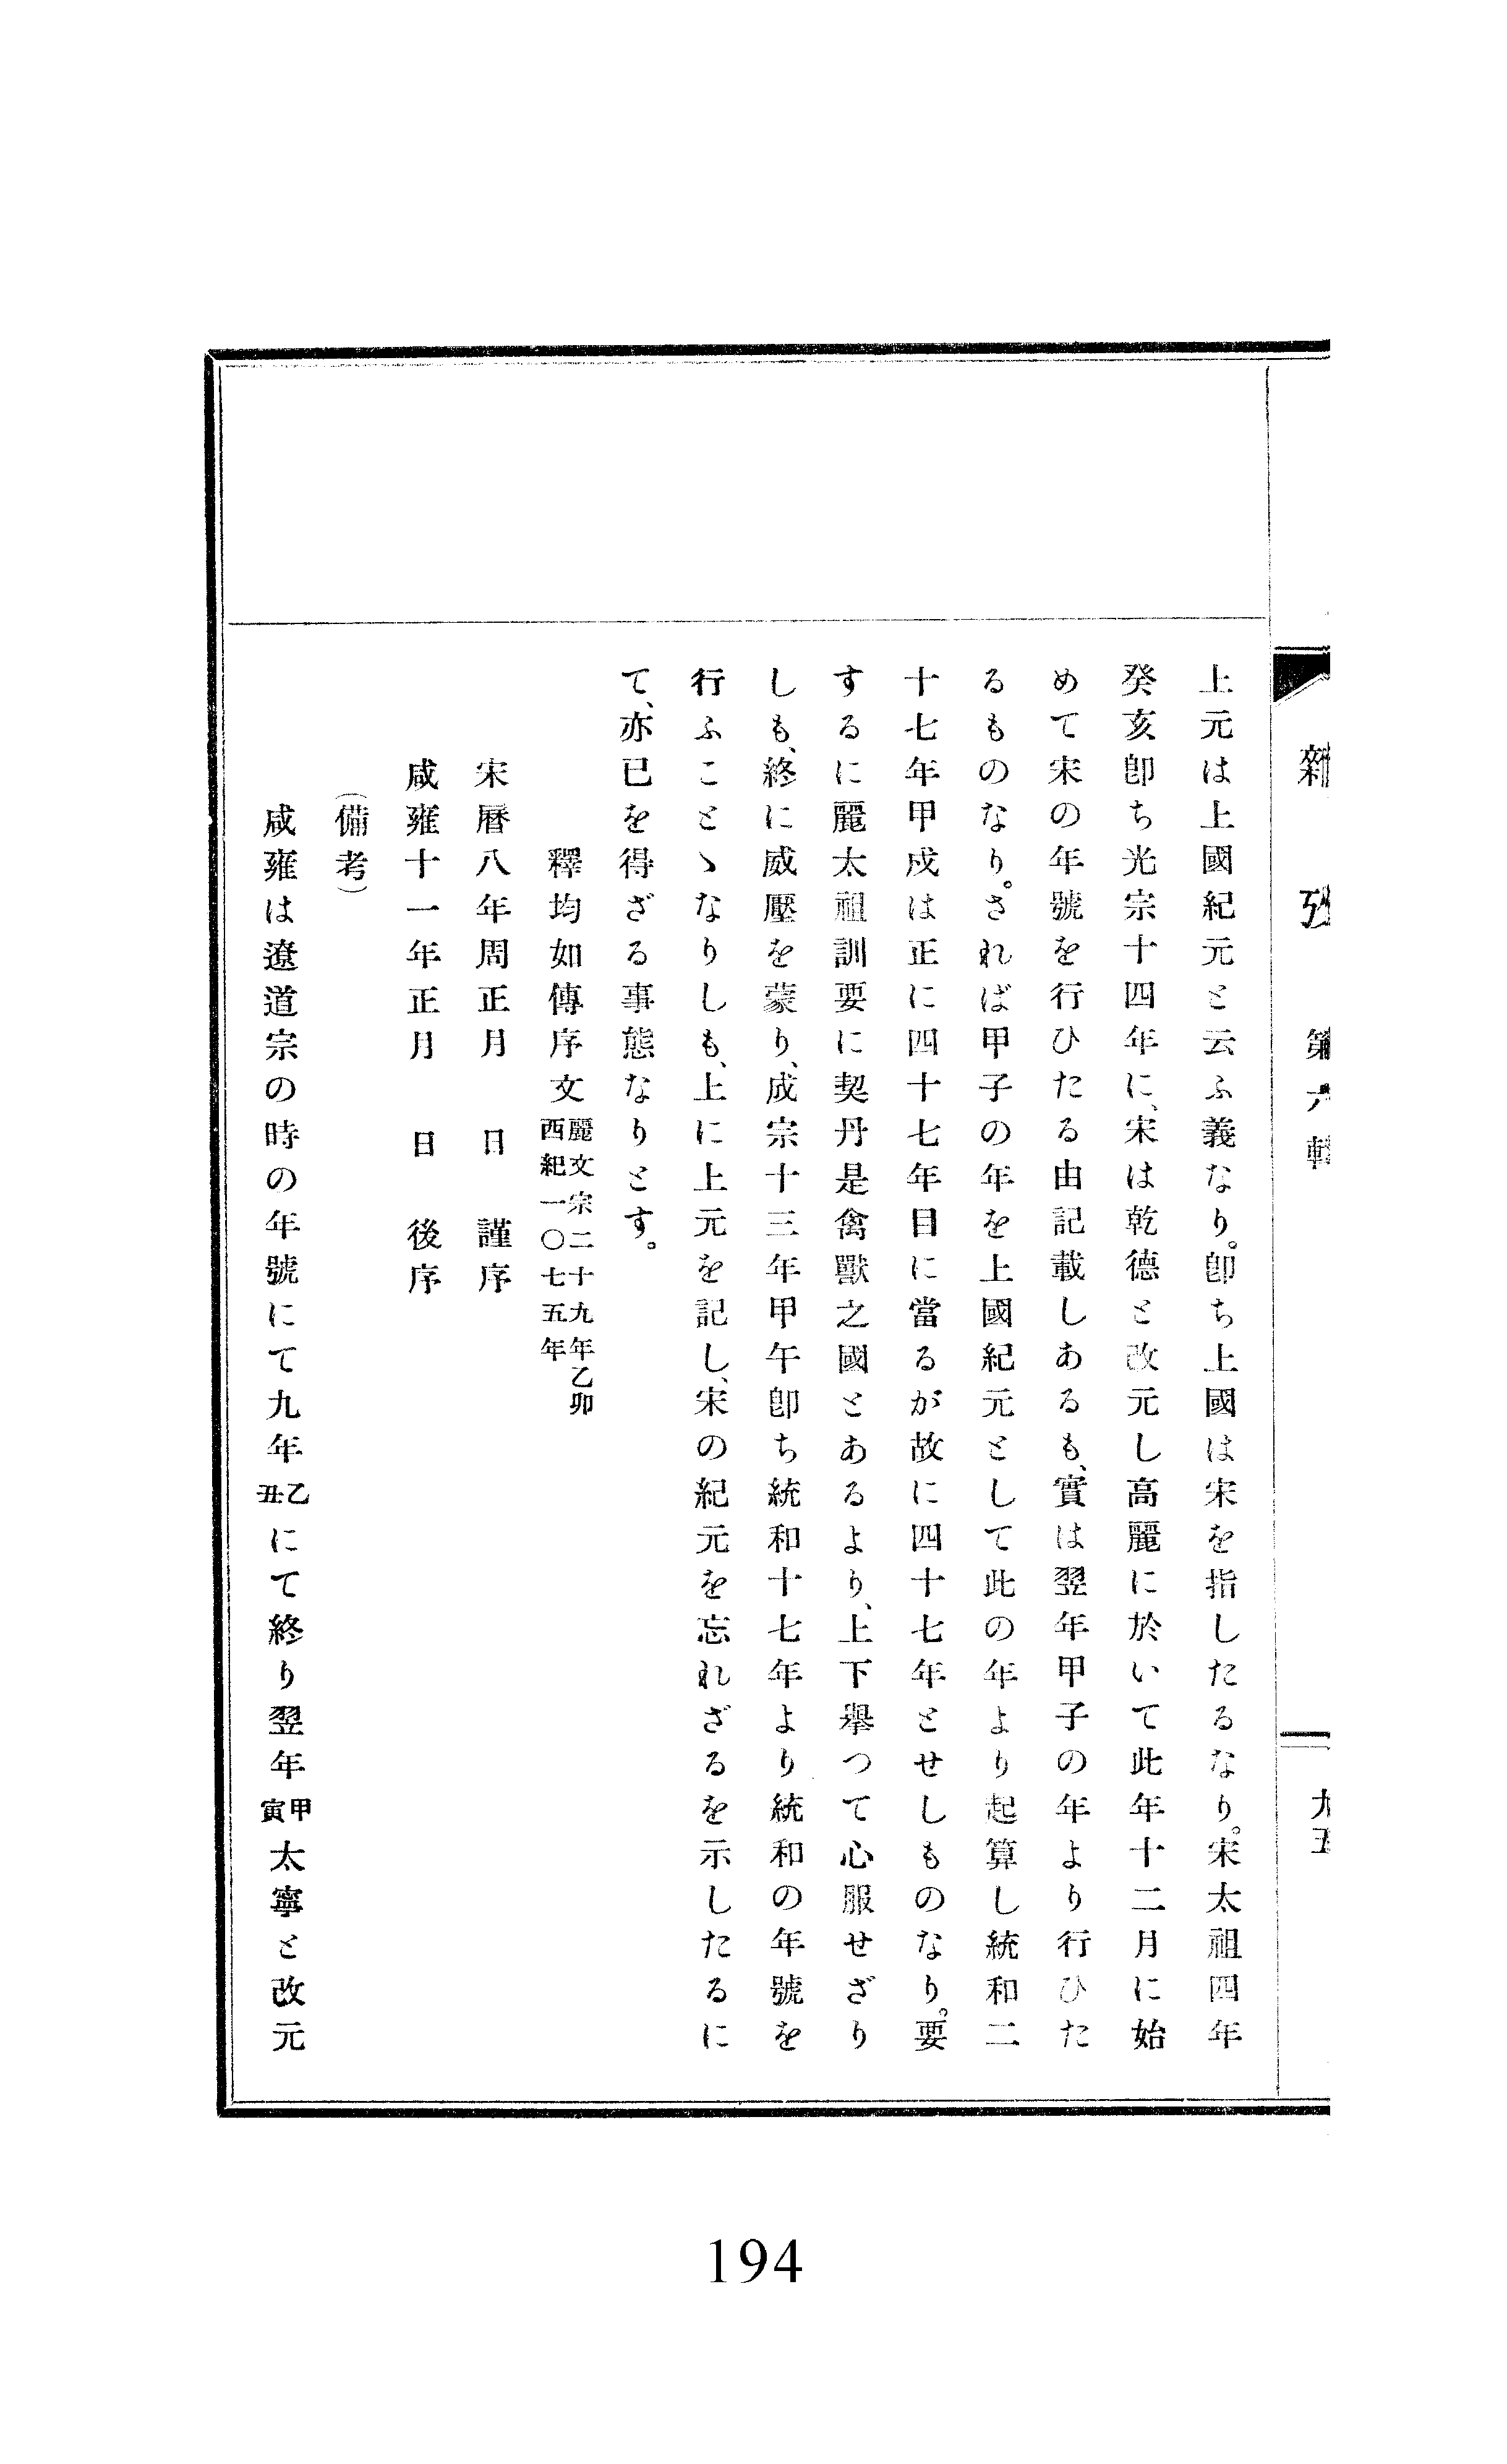 雜攷 第六輯
九五
上元は上國紀元と云ふ義なり。卽ち上國は宋を指したるなり。宋太祖四年
癸亥卽ち光宗十四年に、宋は乾德と改元し高麗に於いて此年十二月に始
めて宋の年號を行ひたる由記載しあるも、實は翌年甲子の年より行ひた
るものなり。されば甲子の年を上國紀元として此の年より起算し統和二
十七年甲戌は正に四十七年目に當るが故に四十七年とせしものなり。要
するに麗太祖訓要に契丹是禽獸之國とあるより、上下擧つて心服せざり
しも、終に威壓を蒙り、成宗十三年甲午卽ち統和十七年より統和の年號を
行ふことゝなりしも、上に上元を記し、宋の紀元を忘れざるを示したるに
て、亦已を得ざる事態なりとす。
釋均如傳序文 麗文宗二十九年乙卯
西紀一〇七五年
宋曆八年周正月 日 謹序
咸雍十一年正月 日 後序
(備考)
咸雍は遼道宗の時の年號にて九年乙丑にて終り翌年甲寅太寧と改元
194